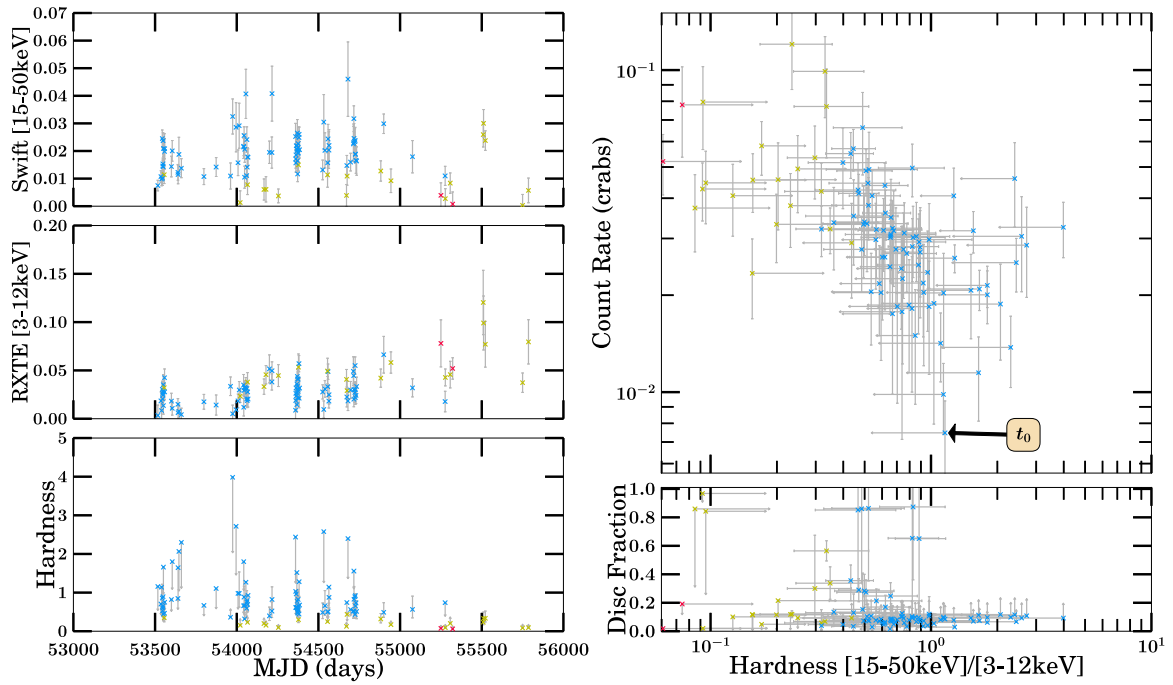 0.07
0.06
0.05
0.04
0.03
0.02
0.01
0.00
Swift [15-50keV]
0.20
0.15
0.10
0.05
0.00
RXTE [3-12keV]
5
4
3
2
1
0
Hardness
53000 53500 54000 54500 55000 55500 56000
MJD (days)
10⁻¹
10⁻²
Count Rate (crabs)
t₀
1.0
0.8
0.6
0.4
0.2
0.0
Disc Fraction
10⁻¹ 10⁰ 10¹
Hardness [15-50keV]/[3-12keV]